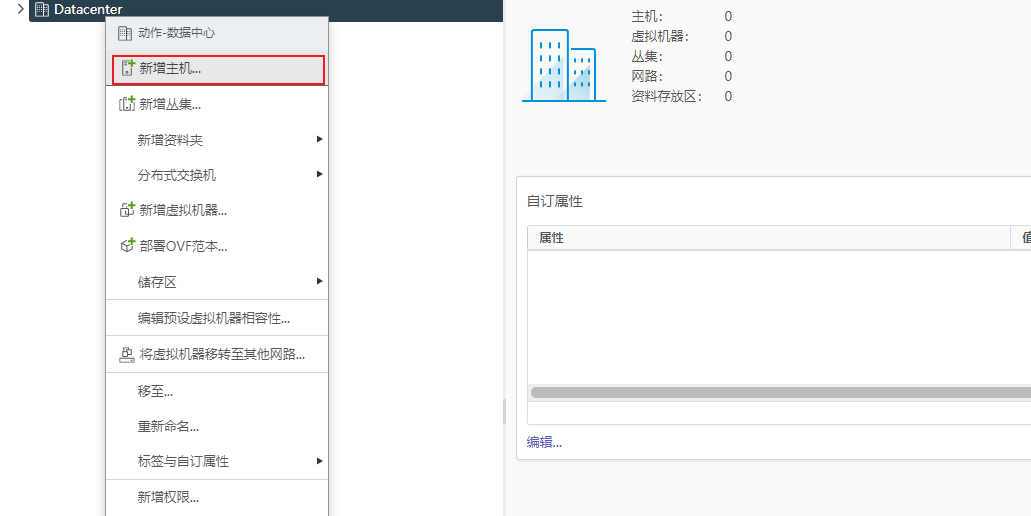 Datacenter
动作-数据中心
新增主机...
新增丛集...
新增资料夹
分布式交换机
新增虚拟机器...
部署OVF范本...
储存区
编辑预设虚拟机器相容性...
将虚拟机器移转至其他网路...
移至...
重新命名...
标签与自订属性
新增权限...
主机: 0
虚拟机器: 0
丛集: 0
网路: 0
资料存放区: 0
自订属性
属性 值
编辑...